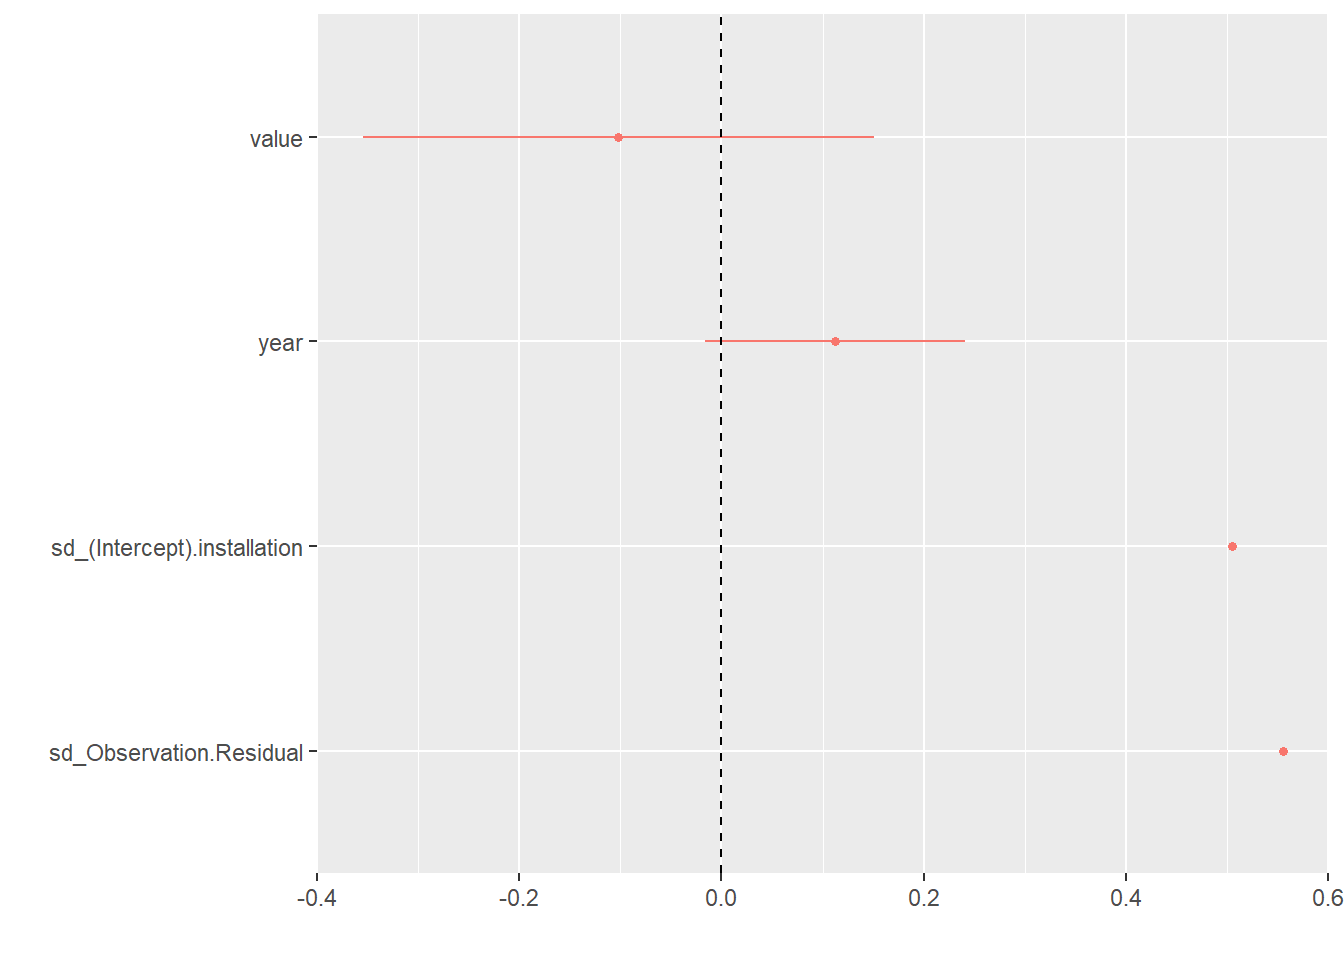 value
year
sd_(Intercept).installation
sd_Observation.Residual
-0.4 -0.2 0.0 0.2 0.4 0.6